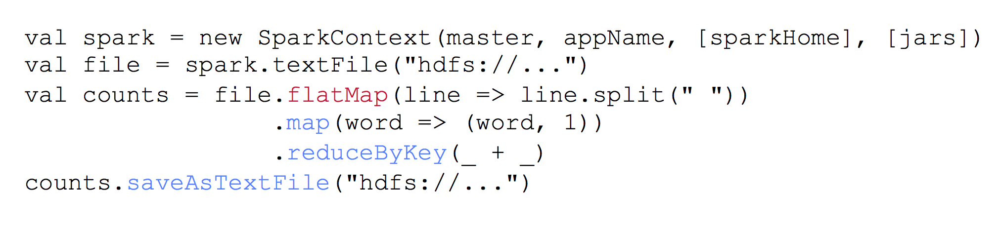 val spark = new SparkContext(master, appName, [sparkHome], [jars])
val file = spark.textFile("hdfs://...")
val counts = file.flatMap(line => line.split(" "))
.map(word => (word, 1))
.reduceByKey(_ + _)
counts.saveAsTextFile("hdfs://...")